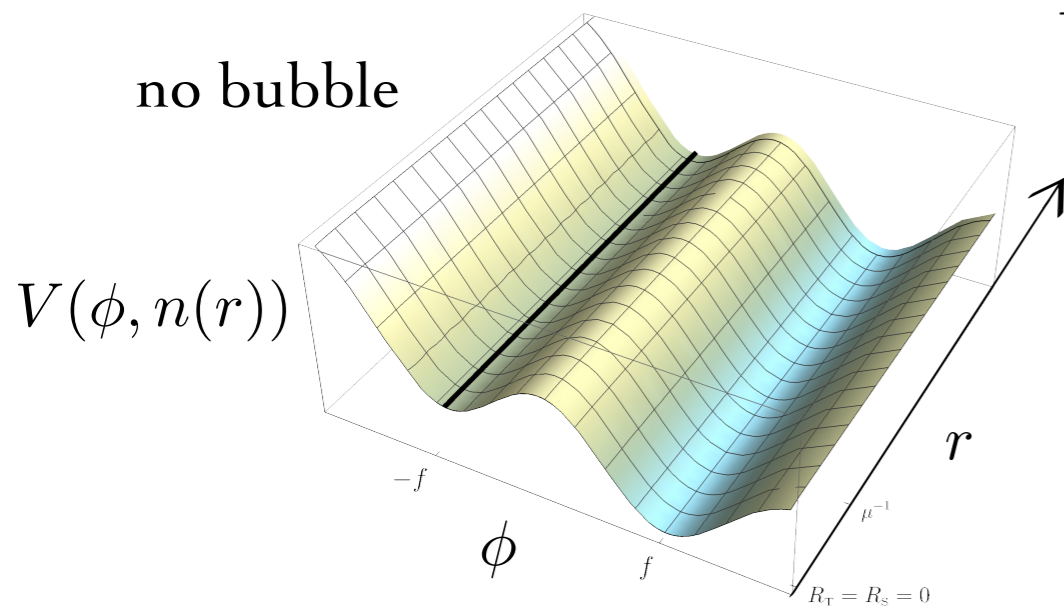 no bubble
V(ϕ, n(r))
−f
ϕ
f
r
μ⁻¹
R_T = R_S = 0